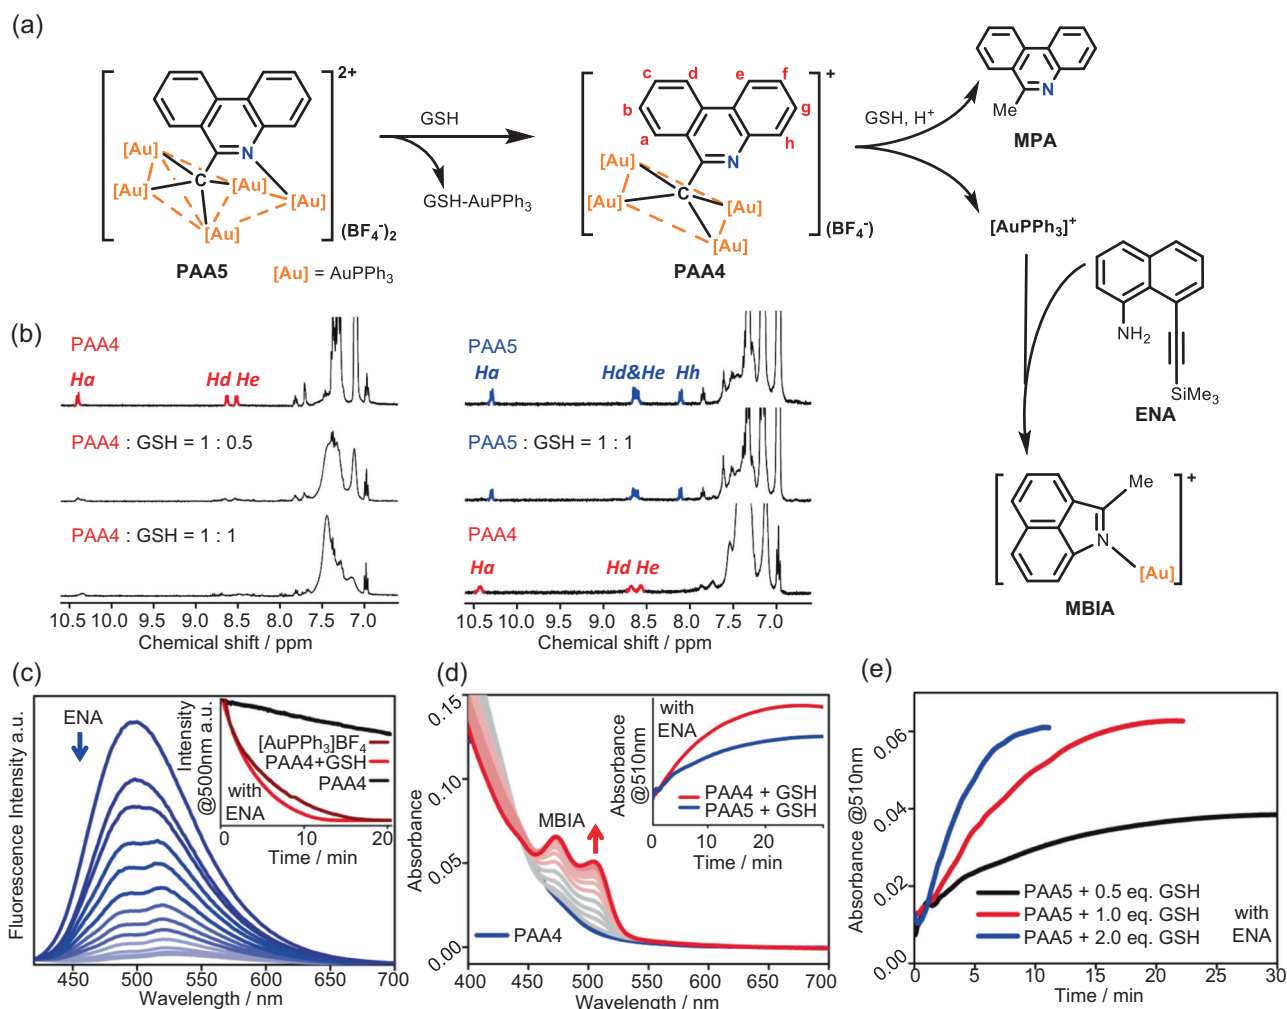 (a)
2+
[Au]
[Au]
[Au]
[Au]
[Au]
C
N
(BF4-)2
PAA5
[Au] = AuPPh3
GSH
GSH-AuPPh3
+
c
d
e
f
b
g
a
h
N
C
[Au]
[Au]
[Au]
[Au]
(BF4-)
PAA4
GSH, H+
N
Me
MPA
[AuPPh3]+
NH2
SiMe3
ENA
+
Me
N
[Au]
MBIA
(b)
PAA4
Ha
Hd He
PAA4 : GSH = 1 : 0.5
PAA4 : GSH = 1 : 1
10.5 10.0 9.5 9.0 8.5 8.0 7.5 7.0
Chemical shift / ppm
PAA5
Ha
Hd&He Hh
PAA5 : GSH = 1 : 1
PAA4
Ha
Hd He
10.5 10.0 9.5 9.0 8.5 8.0 7.5 7.0
Chemical shift / ppm
(c)
Fluorescence Intensity a.u.
ENA
Intensity
@500nm a.u.
[AuPPh3]BF4
PAA4+GSH
PAA4
with
ENA
0 10 20
Time / min
400 450 500 550 600 650 700
Wavelength / nm
(d)
Absorbance
0.15
0.10
0.05
0.00
MBIA
PAA4
Absorbance
@510nm
with
ENA
PAA4 + GSH
PAA5 + GSH
0 10 20
Time / min
400 450 500 550 600 650 700
Wavelength / nm
(e)
Absorbance @510nm
0.06
0.04
0.02
0.00
PAA5 + 0.5 eq. GSH
PAA5 + 1.0 eq. GSH
PAA5 + 2.0 eq. GSH
with
ENA
0 5 10 15 20 25 30
Time / min